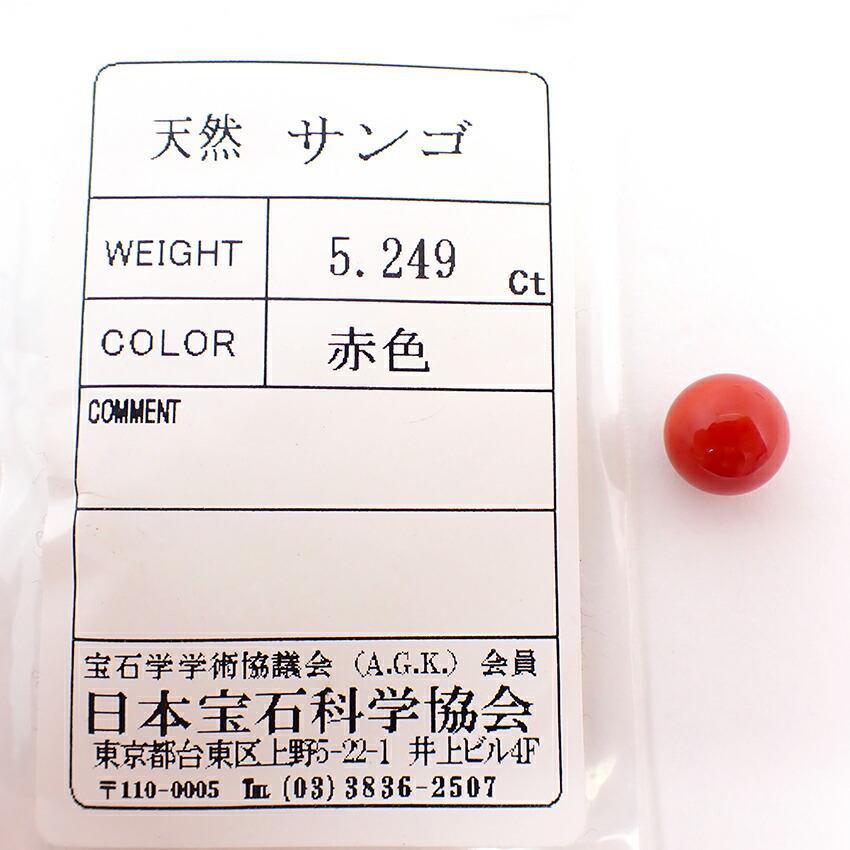 天然 サンゴ
WEIGHT 5.249 Ct
COLOR 赤色
COMMENT
宝石学学術協議会（A.G.K.）会員
日本宝石科学協会
東京都台東区上野5-22-1 井上ビル4F
〒110-0005 ℡ (03) 3836-2507